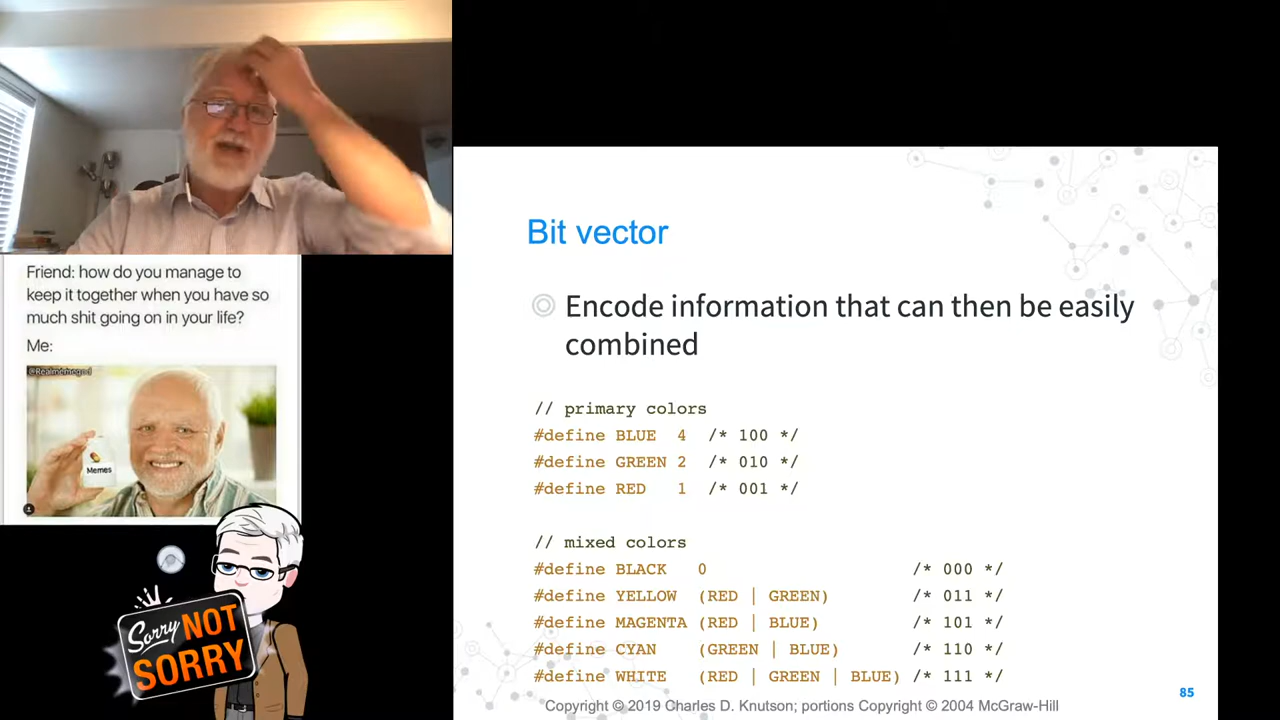 Friend: how do you manage to
keep it together when you have so
much shit going on in your life?
Me:
@Realmemegod
Memes
Sorry NOT
SORRY
Bit vector
Encode information that can then be easily
combined
// primary colors
#define BLUE 4 /* 100 */
#define GREEN 2 /* 010 */
#define RED 1 /* 001 */
// mixed colors
#define BLACK 0 /* 000 */
#define YELLOW (RED | GREEN) /* 011 */
#define MAGENTA (RED | BLUE) /* 101 */
#define CYAN (GREEN | BLUE) /* 110 */
#define WHITE (RED | GREEN | BLUE) /* 111 */
Copyright © 2019 Charles D. Knutson; portions Copyright © 2004 McGraw-Hill
85